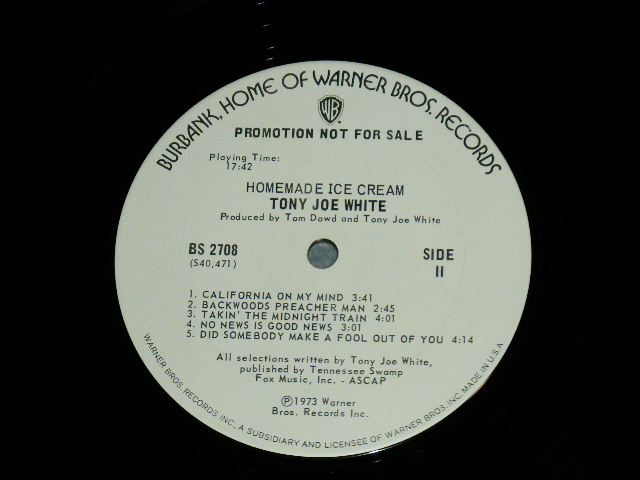 BURBANK, HOME OF WARNER BROS. RECORDS
WB
PROMOTION NOT FOR SALE
Playing Time:
17:42
HOMEMADE ICE CREAM
TONY JOE WHITE
Produced by Tom Dowd and Tony Joe White
BS 2708
(S40,471)
SIDE
II
1. CALIFORNIA ON MY MIND 3:41
2. BACKWOODS PREACHER MAN 2:45
3. TAKIN' THE MIDNIGHT TRAIN 4:01
4. NO NEWS IS GOOD NEWS 3:01
5. DID SOMEBODY MAKE A FOOL OUT OF YOU 4:14
All selections written by Tony Joe White,
published by Tennessee Swamp
Fox Music, Inc. - ASCAP
Ⓟ1973 Warner
Bros. Records Inc.
WARNER BROS. RECORDS INC., A SUBSIDIARY AND LICENSEE OF WARNER BROS. INC. MADE IN U.S.A.